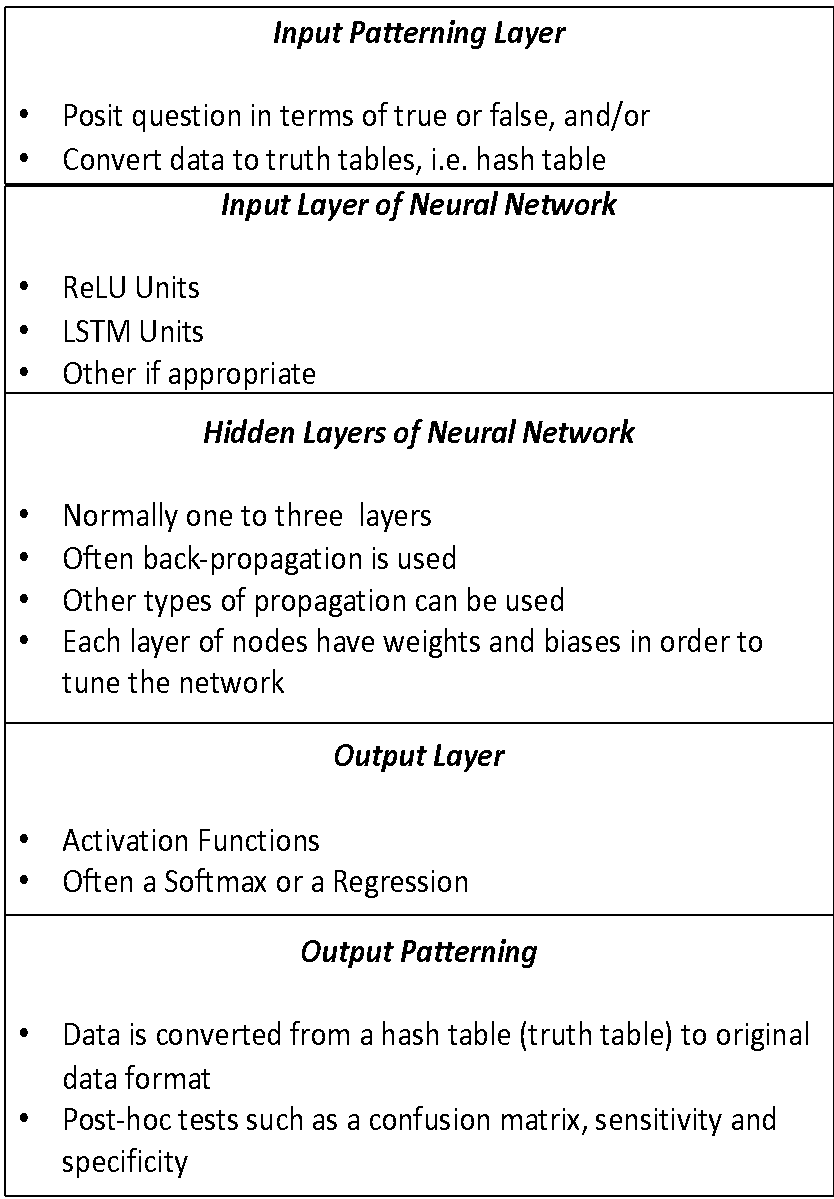 Input Patterning Layer
• Posit question in terms of true or false, and/or
• Convert data to truth tables, i.e. hash table
Input Layer of Neural Network
• ReLU Units
• LSTM Units
• Other if appropriate
Hidden Layers of Neural Network
• Normally one to three  layers
• Often back-propagation is used
• Other types of propagation can be used
• Each layer of nodes have weights and biases in order to
tune the network
Output Layer
• Activation Functions
• Often a Softmax or a Regression
Output Patterning
• Data is converted from a hash table (truth table) to original
data format
• Post-hoc tests such as a confusion matrix, sensitivity and
specificity